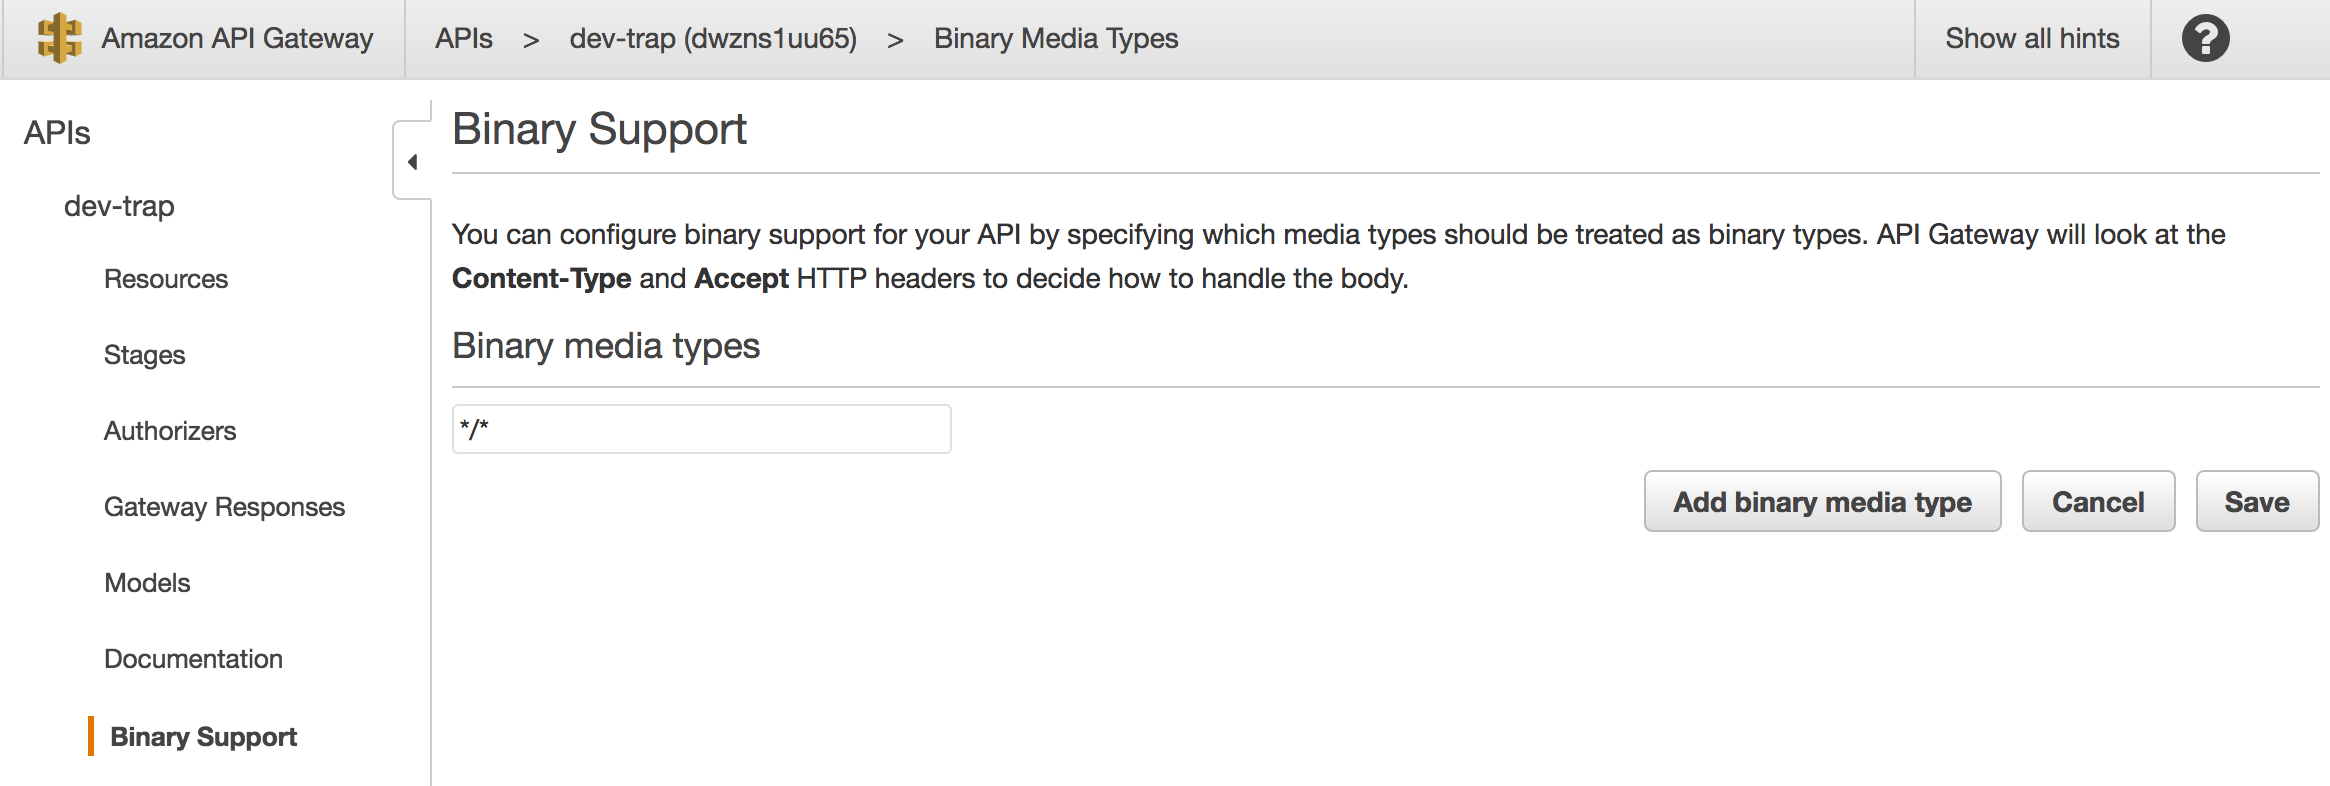 Amazon API Gateway APIs > dev-trap (dwzns1uu65) > Binary Media Types Show all hints ?
APIs
dev-trap
Resources
Stages
Authorizers
Gateway Responses
Models
Documentation
Binary Support
Binary Support
You can configure binary support for your API by specifying which media types should be treated as binary types. API Gateway will look at the
Content-Type and Accept HTTP headers to decide how to handle the body.
Binary media types
*/*
Add binary media type Cancel Save